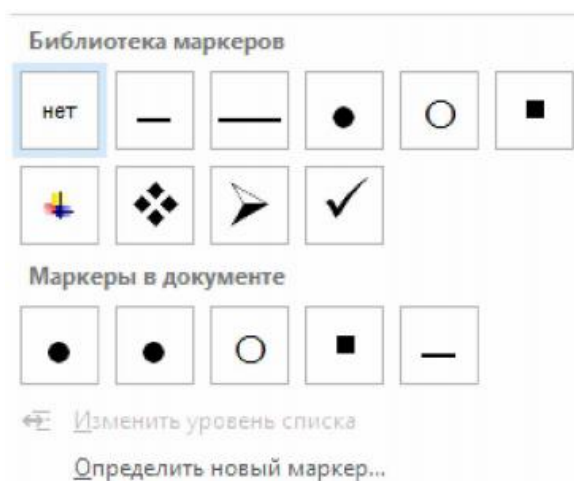 Библиотека маркеров
нет
Маркеры в документе
Изменить уровень списка
Определить новый маркер...